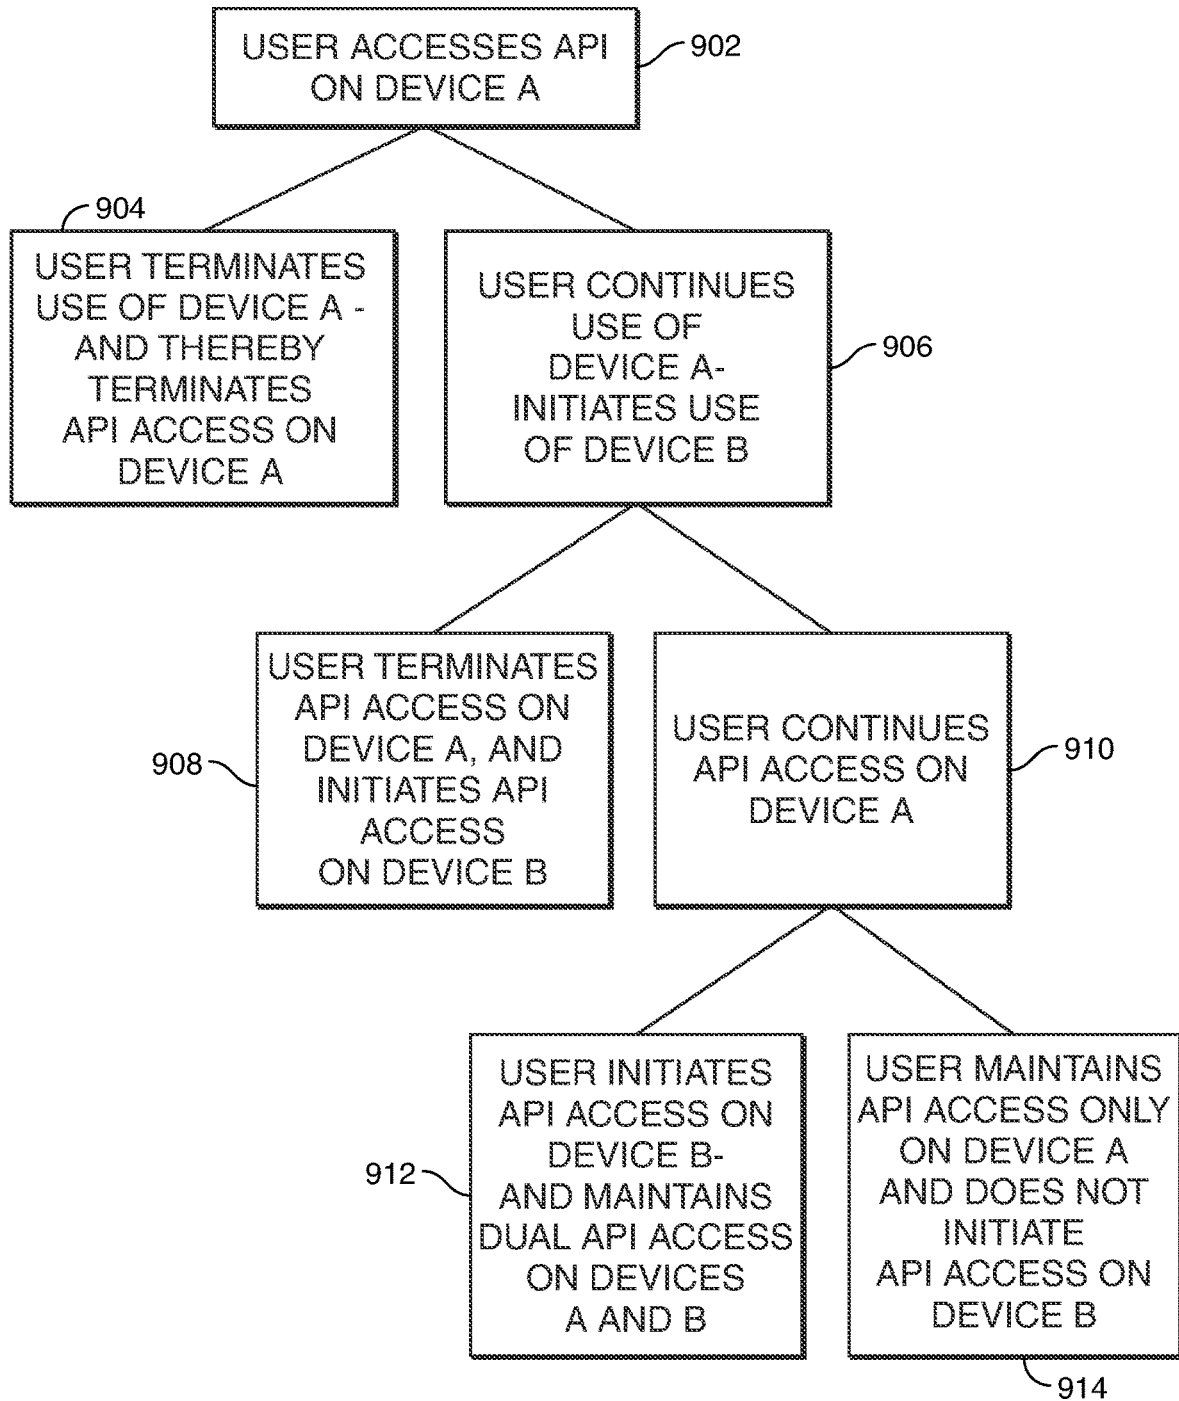 USER ACCESSES API
ON DEVICE A
902
904
USER TERMINATES
USE OF DEVICE A -
AND THEREBY
TERMINATES
API ACCESS ON
DEVICE A
USER CONTINUES
USE OF
DEVICE A-
INITIATES USE
OF DEVICE B
906
USER TERMINATES
API ACCESS ON
DEVICE A, AND
INITIATES API
ACCESS
ON DEVICE B
908
USER CONTINUES
API ACCESS ON
DEVICE A
910
USER INITIATES
API ACCESS ON
DEVICE B-
AND MAINTAINS
DUAL API ACCESS
ON DEVICES
A AND B
912
USER MAINTAINS
API ACCESS ONLY
ON DEVICE A
AND DOES NOT
INITIATE
API ACCESS ON
DEVICE B
914